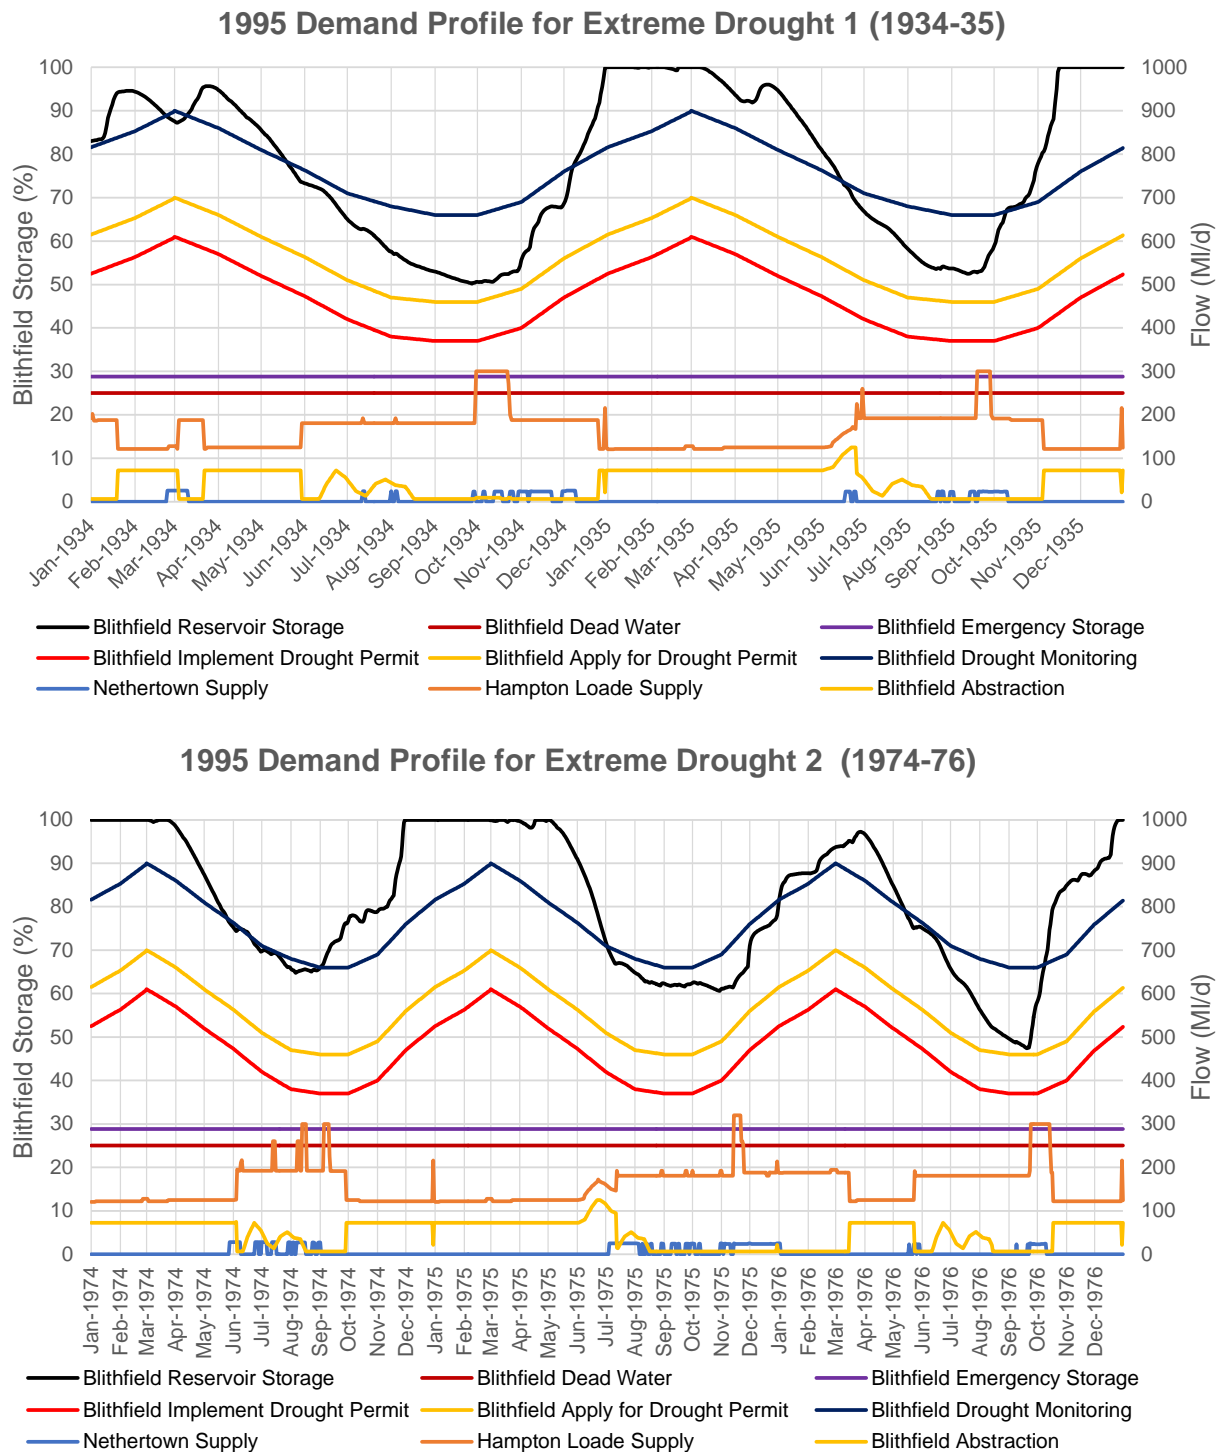 1995 Demand Profile for Extreme Drought 1 (1934-35)
Blithfield Storage (%)
100
90
80
70
60
50
40
30
20
10
0
1000
900
800
700
600
500
400
300
200
100
0
Flow (Ml/d)
Jan-1934
Feb-1934
Mar-1934
Apr-1934
May-1934
Jun-1934
Jul-1934
Aug-1934
Sep-1934
Oct-1934
Nov-1934
Dec-1934
Jan-1935
Feb-1935
Mar-1935
Apr-1935
May-1935
Jun-1935
Jul-1935
Aug-1935
Sep-1935
Oct-1935
Nov-1935
Dec-1935
Blithfield Reservoir Storage
Blithfield Dead Water
Blithfield Emergency Storage
Blithfield Implement Drought Permit
Blithfield Apply for Drought Permit
Blithfield Drought Monitoring
Nethertown Supply
Hampton Loade Supply
Blithfield Abstraction
1995 Demand Profile for Extreme Drought 2  (1974-76)
Blithfield Storage (%)
100
90
80
70
60
50
40
30
20
10
0
1000
900
800
700
600
500
400
300
200
100
0
Flow (Ml/d)
Jan-1974
Feb-1974
Mar-1974
Apr-1974
May-1974
Jun-1974
Jul-1974
Aug-1974
Sep-1974
Oct-1974
Nov-1974
Dec-1974
Jan-1975
Feb-1975
Mar-1975
Apr-1975
May-1975
Jun-1975
Jul-1975
Aug-1975
Sep-1975
Oct-1975
Nov-1975
Dec-1975
Jan-1976
Feb-1976
Mar-1976
Apr-1976
May-1976
Jun-1976
Jul-1976
Aug-1976
Sep-1976
Oct-1976
Nov-1976
Dec-1976
Blithfield Reservoir Storage
Blithfield Dead Water
Blithfield Emergency Storage
Blithfield Implement Drought Permit
Blithfield Apply for Drought Permit
Blithfield Drought Monitoring
Nethertown Supply
Hampton Loade Supply
Blithfield Abstraction